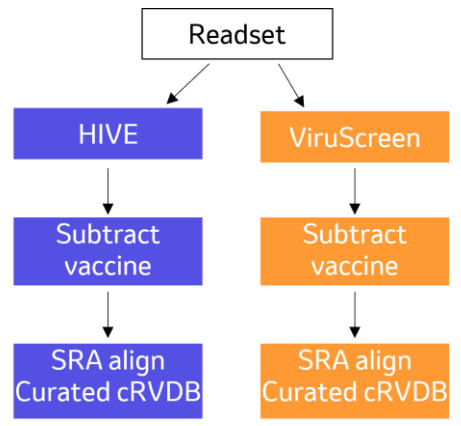 Readset
HIVE
ViruScreen
Subtract
vaccine
Subtract
vaccine
SRA align
Curated cRVDB
SRA align
Curated cRVDB